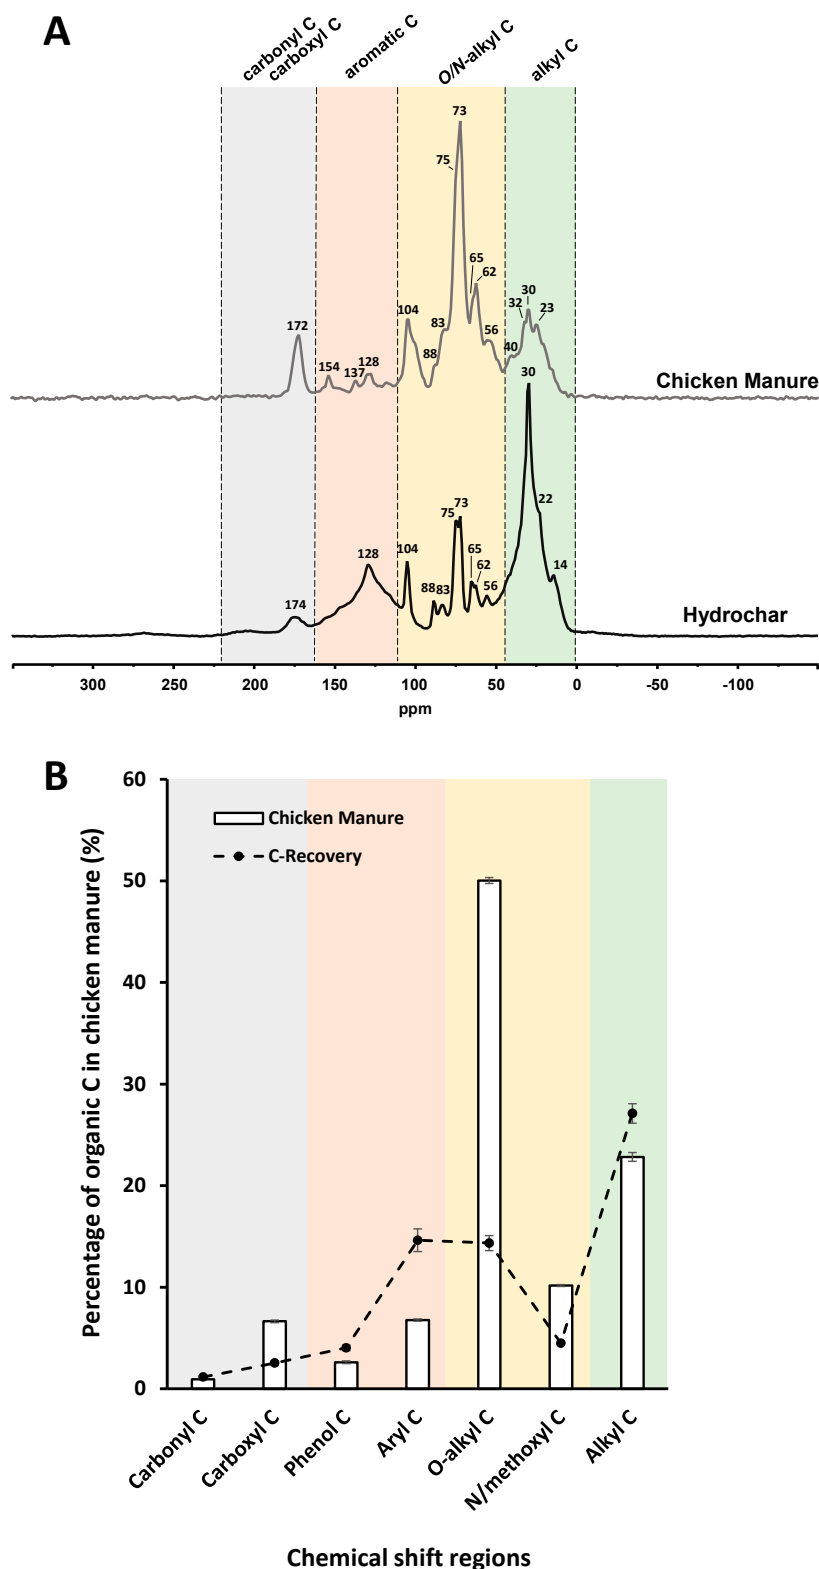 A
carbonyl C
carboxyl C
aromatic C
O/N-alkyl C
alkyl C
73
75
65
62
104
83
88
56
172
154
137
128
30
32
23
40
Chicken Manure
30
22
14
73
75
65
62
56
104
88
83
128
174
Hydrochar
300 250 200 150 100 50 0 -50 -100
ppm
B
Percentage of organic C in chicken manure (%)
60
50
40
30
20
10
0
Chicken Manure
C-Recovery
Carbonyl C
Carboxyl C
Phenol C
Aryl C
O-alkyl C
N/methoxyl C
Alkyl C
Chemical shift regions